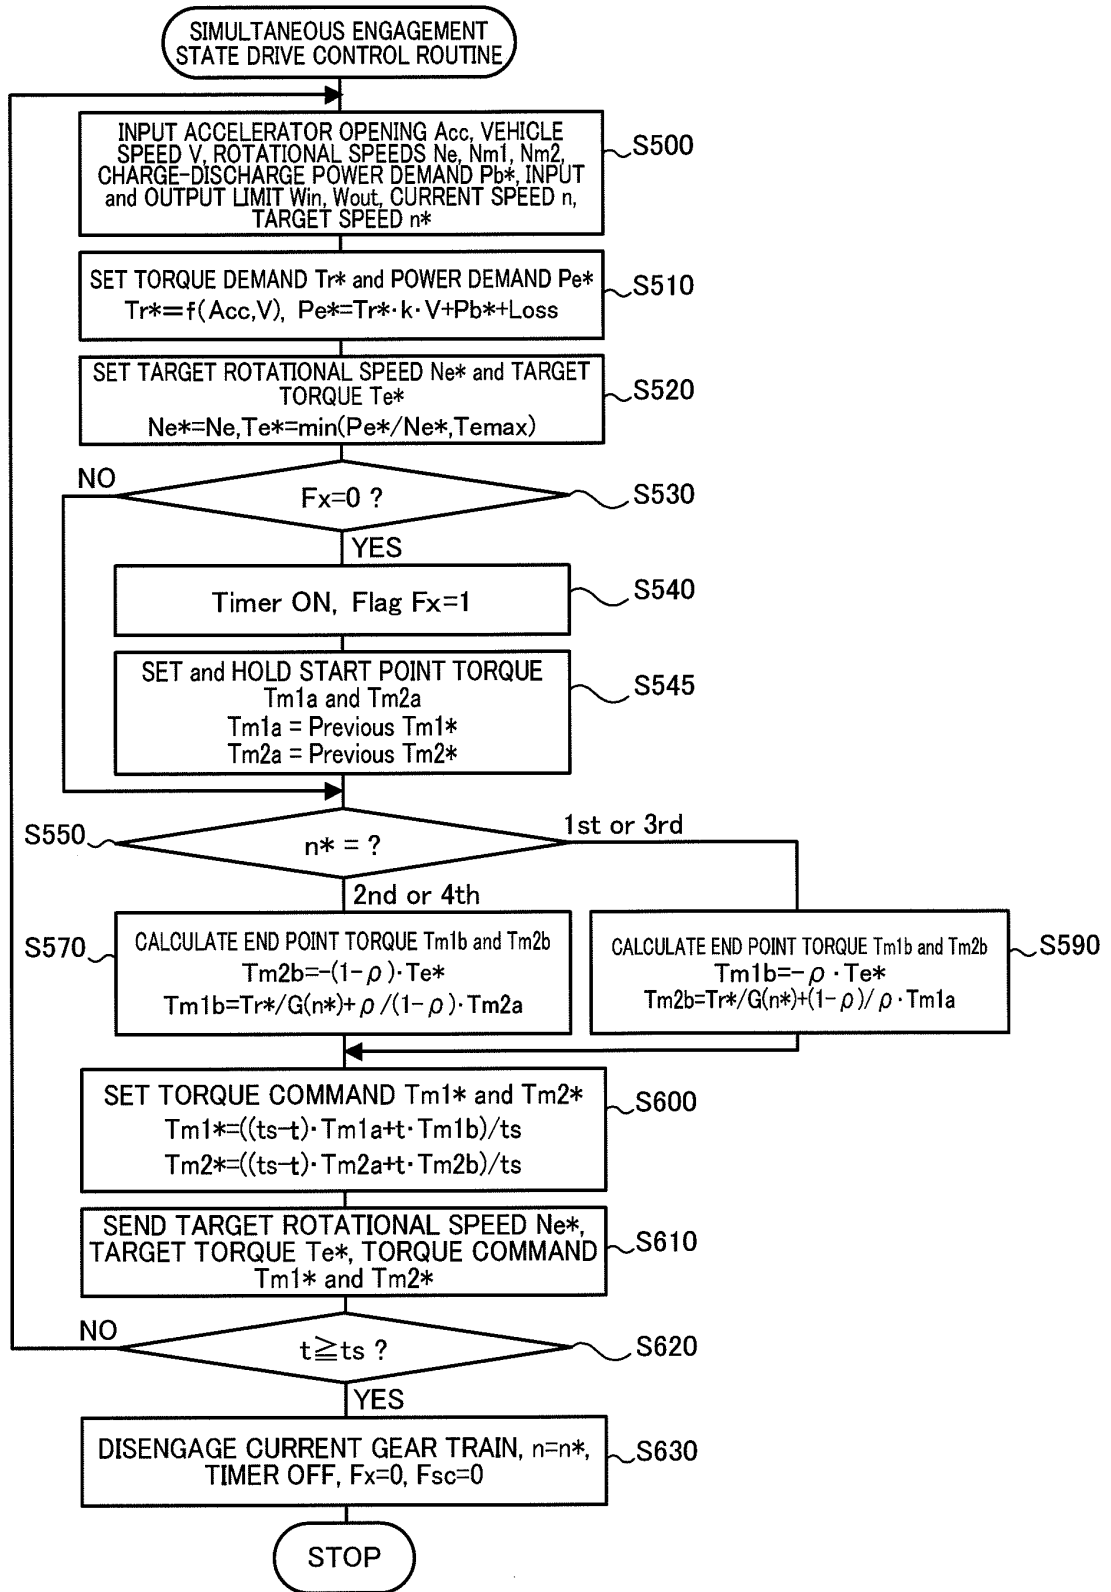 SIMULTANEOUS ENGAGEMENT
STATE DRIVE CONTROL ROUTINE
INPUT ACCELERATOR OPENING Acc, VEHICLE
SPEED V, ROTATIONAL SPEEDS Ne, Nm1, Nm2,
CHARGE-DISCHARGE POWER DEMAND Pb*, INPUT
and OUTPUT LIMIT Win, Wout, CURRENT SPEED n,
TARGET SPEED n*
S500
SET TORQUE DEMAND Tr* and POWER DEMAND Pe*
Tr*=f(Acc,V), Pe*=Tr*·k·V+Pb*+Loss
S510
SET TARGET ROTATIONAL SPEED Ne* and TARGET
TORQUE Te*
Ne*=Ne,Te*=min(Pe*/Ne*,Temax)
S520
NO
Fx=0 ?
S530
YES
Timer ON, Flag Fx=1
S540
SET and HOLD START POINT TORQUE
Tm1a and Tm2a
Tm1a = Previous Tm1*
Tm2a = Previous Tm2*
S545
S550
n* = ?
1st or 3rd
2nd or 4th
S570
CALCULATE END POINT TORQUE Tm1b and Tm2b
Tm2b=-(1-ρ)·Te*
Tm1b=Tr*/G(n*)+ρ/(1-ρ)·Tm2a
CALCULATE END POINT TORQUE Tm1b and Tm2b
Tm1b=-ρ·Te*
Tm2b=Tr*/G(n*)+(1-ρ)/ρ·Tm1a
S590
SET TORQUE COMMAND Tm1* and Tm2*
Tm1*=((ts-t)·Tm1a+t·Tm1b)/ts
Tm2*=((ts-t)·Tm2a+t·Tm2b)/ts
S600
SEND TARGET ROTATIONAL SPEED Ne*,
TARGET TORQUE Te*, TORQUE COMMAND
Tm1* and Tm2*
S610
NO
t≧ts ?
S620
YES
DISENGAGE CURRENT GEAR TRAIN, n=n*,
TIMER OFF, Fx=0, Fsc=0
S630
STOP